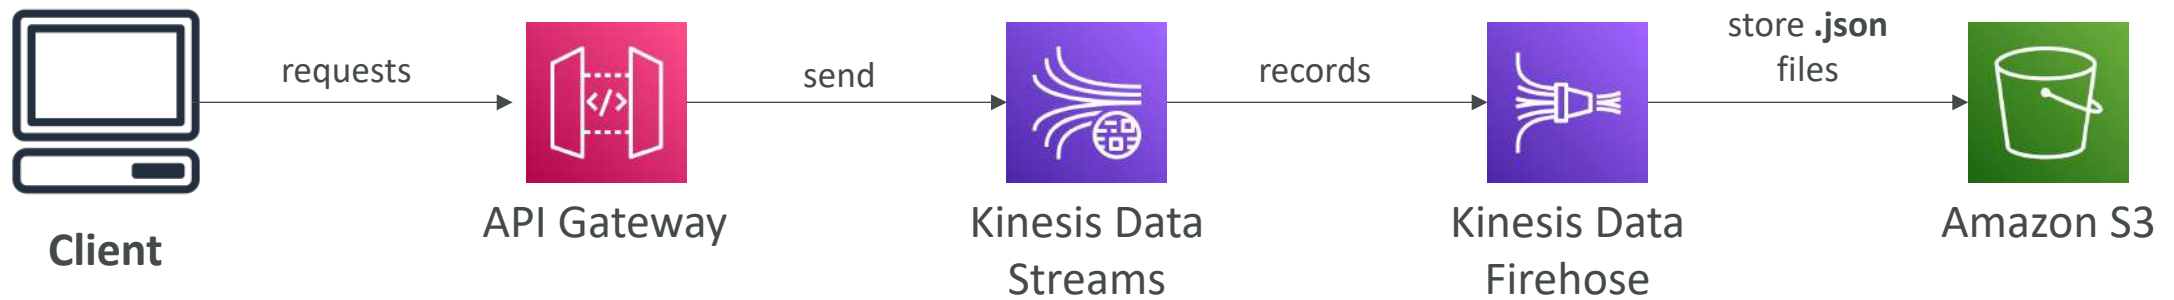 requests
send
records
store .json
files
</>
Client
API Gateway
Kinesis Data
Streams
Kinesis Data
Firehose
Amazon S3